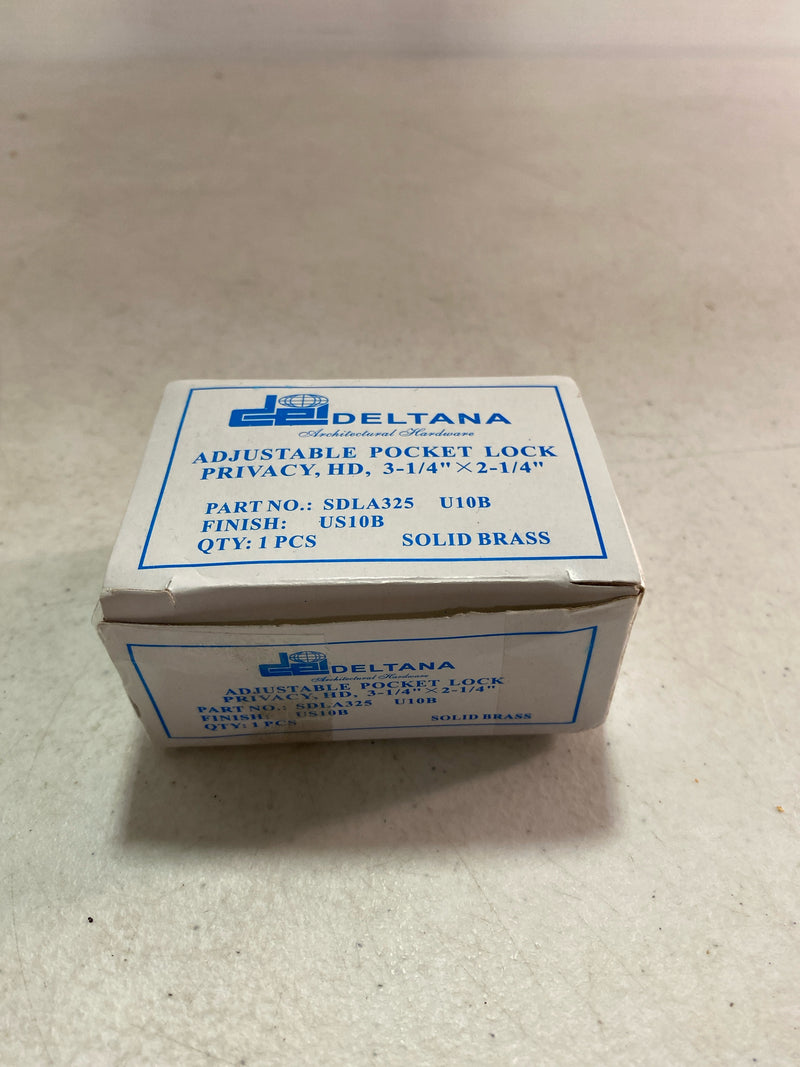 dei DELTANA
Architectural Hardware
ADJUSTABLE POCKET LOCK
PRIVACY, HD, 3-1/4"×2-1/4"
PART NO.: SDLA325 U10B
FINISH: US10B
QTY: 1 PCS SOLID BRASS
dei DELTANA
Architectural Hardware
ADJUSTABLE POCKET LOCK
PRIVACY, HD, 3-1/4"×2-1/4"
PART NO.: SDLA325 U10B
FINISH: US10B
QTY: 1 PCS SOLID BRASS